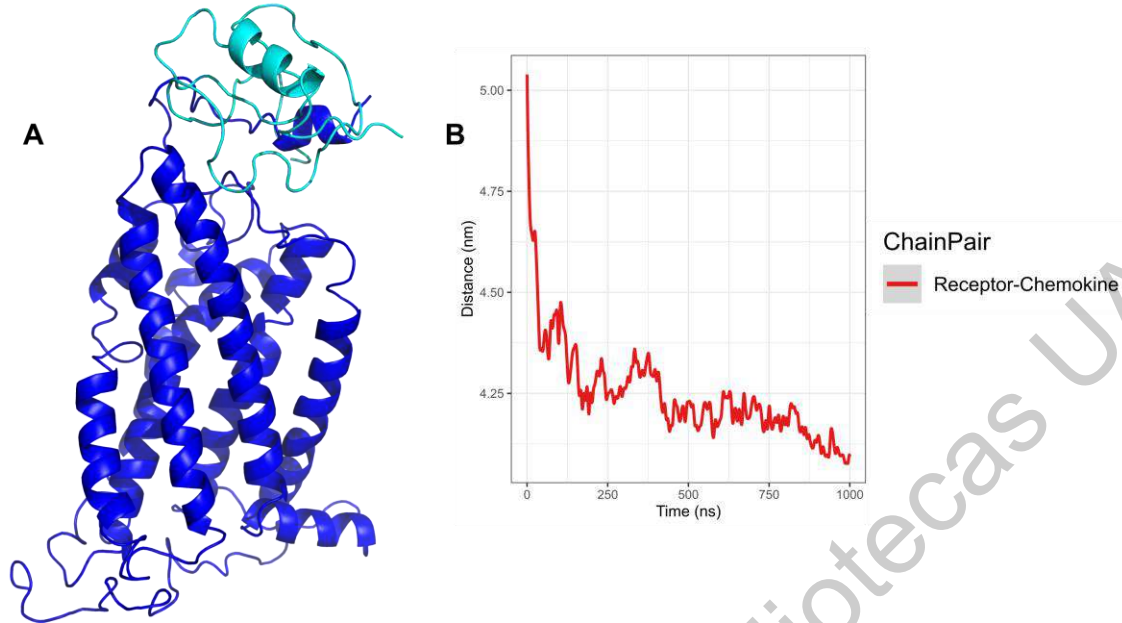 A
B
5.00
4.75
4.50
4.25
0
250
500
750
1000
Distance (nm)
Time (ns)
ChainPair
Receptor-Chemokine